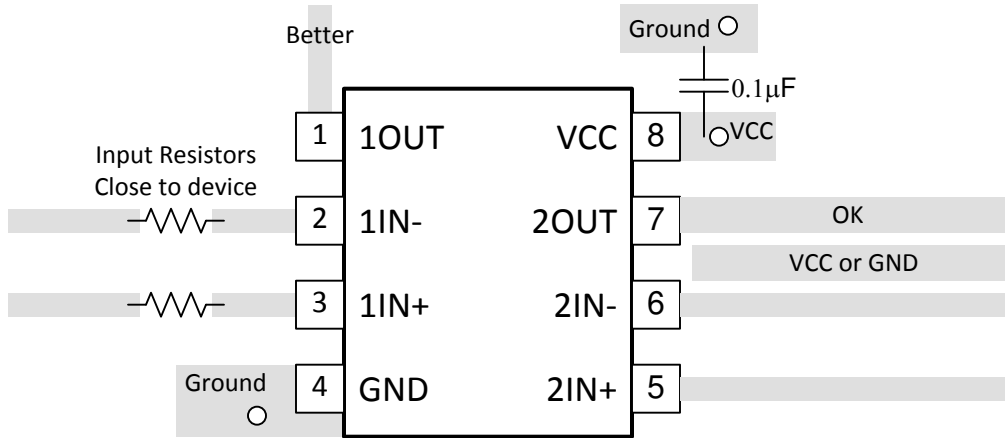 Better
Ground
0.1μF
1 1OUT VCC 8 VCC
Input Resistors
Close to device
2 1IN- 2OUT 7 OK
VCC or GND
3 1IN+ 2IN- 6
Ground
4 GND 2IN+ 5